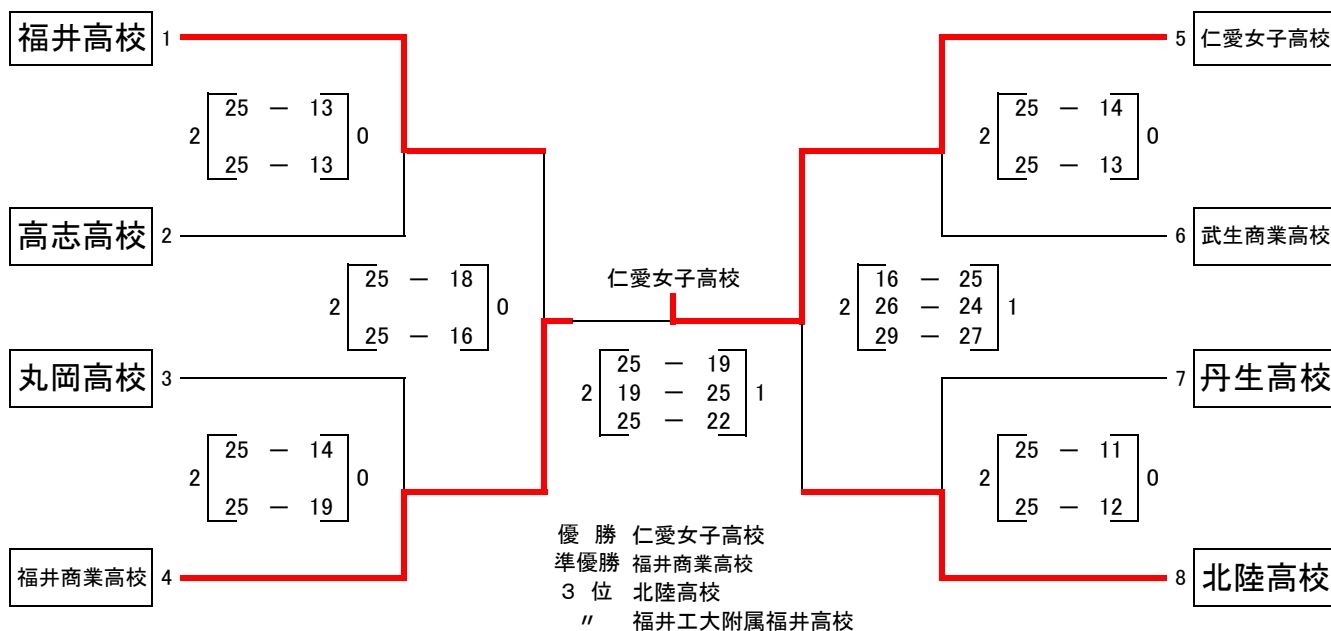 福井高校 1
2 25 － 13 0
25 － 13
高志高校 2
2 25 － 18 0
25 － 16
丸岡高校 3
2 25 － 14 0
25 － 19
福井商業高校 4
仁愛女子高校
25 － 19
2 19 － 25 1
25 － 22
5 仁愛女子高校
2 25 － 14 0
25 － 13
6 武生商業高校
16 － 25
2 26 － 24 1
29 － 27
7 丹生高校
2 25 － 11 0
25 － 12
8 北陸高校
優 勝 仁愛女子高校
準優勝 福井商業高校
３ 位 北陸高校
〃 福井工大附属福井高校